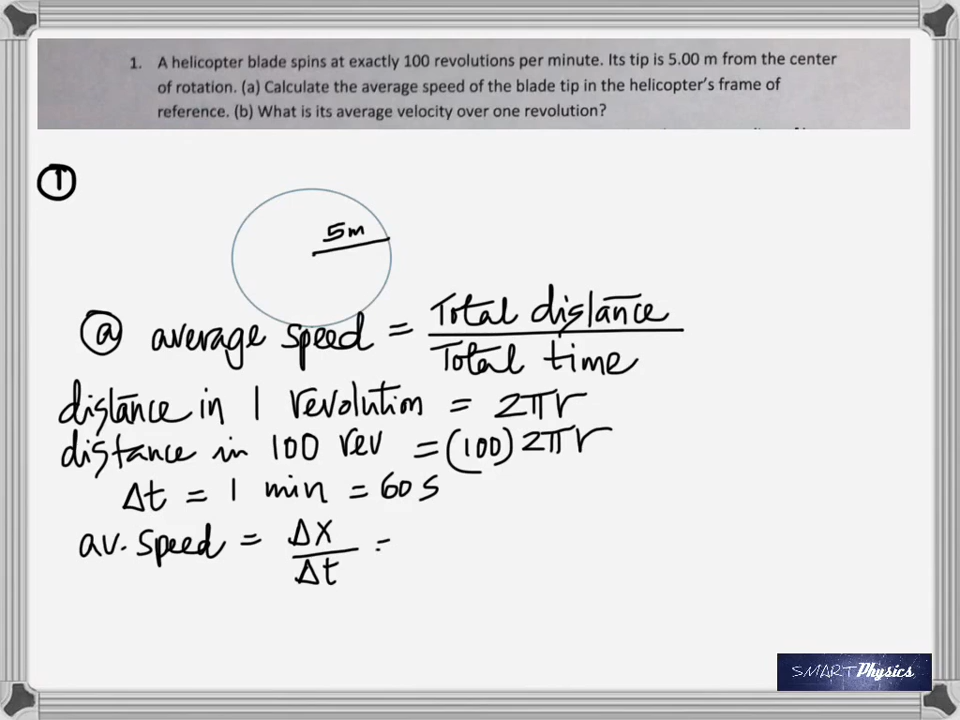 1. A helicopter blade spins at exactly 100 revolutions per minute. Its tip is 5.00 m from the center
of rotation. (a) Calculate the average speed of the blade tip in the helicopter's frame of
reference. (b) What is its average velocity over one revolution?
①
5m
ⓐ average speed = Total distance / Total time
distance in 1 revolution = 2πr
distance in 100 rev = (100) 2πr
Δt = 1 min = 60 s
av. speed = Δx / Δt =
SMART Physics